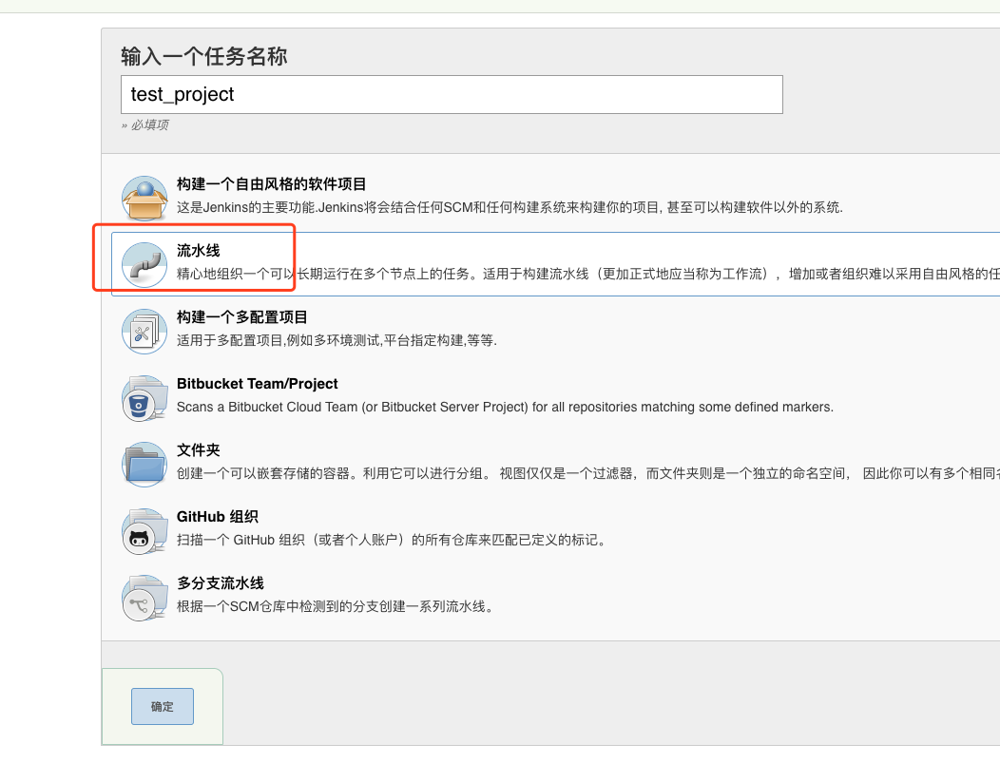 输入一个任务名称
test_project
» 必填项
构建一个自由风格的软件项目
这是Jenkins的主要功能.Jenkins将会结合任何SCM和任何构建系统来构建你的项目, 甚至可以构建软件以外的系统.
流水线
精心地组织一个可以长期运行在多个节点上的任务。适用于构建流水线（更加正式地应当称为工作流），增加或者组织难以采用自由风格的任
构建一个多配置项目
适用于多配置项目,例如多环境测试,平台指定构建,等等.
Bitbucket Team/Project
Scans a Bitbucket Cloud Team (or Bitbucket Server Project) for all repositories matching some defined markers.
文件夹
创建一个可以嵌套存储的容器。利用它可以进行分组。 视图仅仅是一个过滤器，而文件夹则是一个独立的命名空间， 因此你可以有多个相同
GitHub 组织
扫描一个 GitHub 组织（或者个人账户）的所有仓库来匹配已定义的标记。
多分支流水线
根据一个SCM仓库中检测到的分支创建一系列流水线。
确定